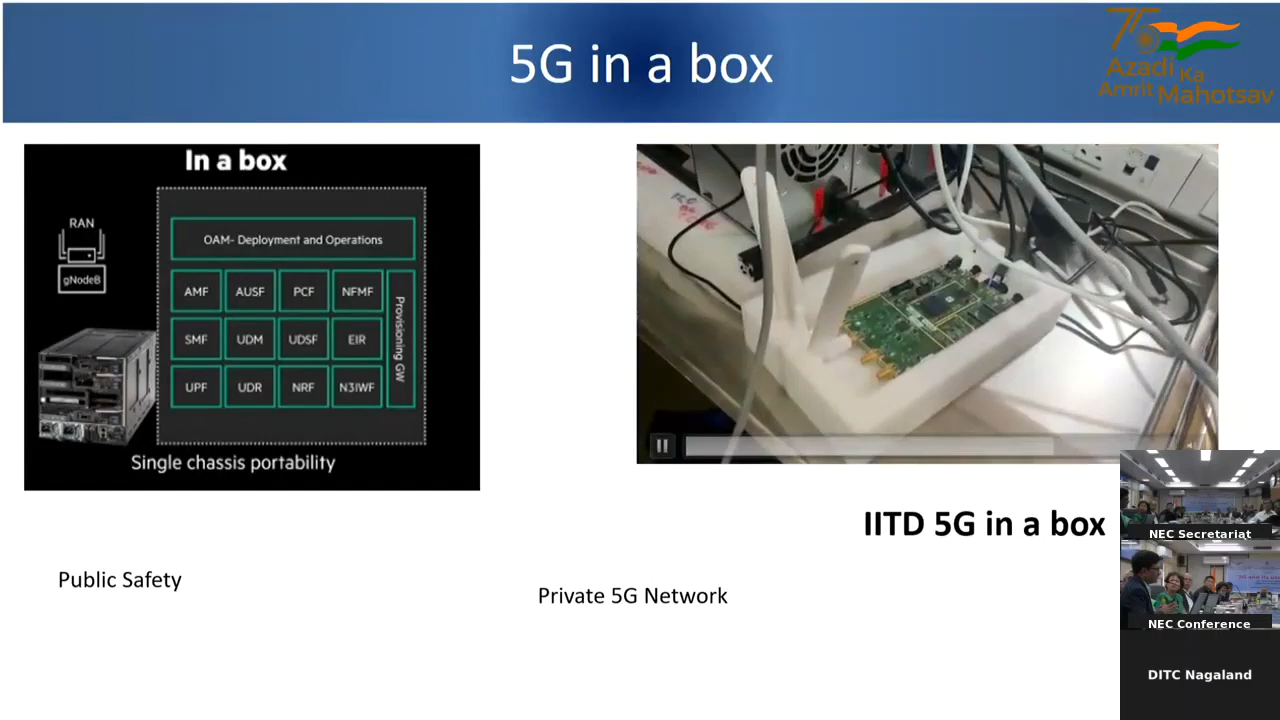 5G in a box
75
Azadi
Ka
Amrit Mahotsav
In a box
RAN
gNodeB
OAM- Deployment and Operations
AMF AUSF PCF NFMF
SMF UDM UDSF EIR
UPF UDR NRF N3IWF
Provisioning GW
Single chassis portability
IITD 5G in a box
Public Safety
Private 5G Network
NEC Secretariat
NEC Conference
DITC Nagaland